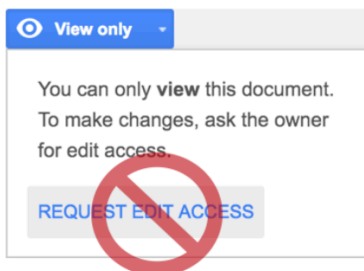 View only
You can only view this document.
To make changes, ask the owner
for edit access.
REQUEST EDIT ACCESS